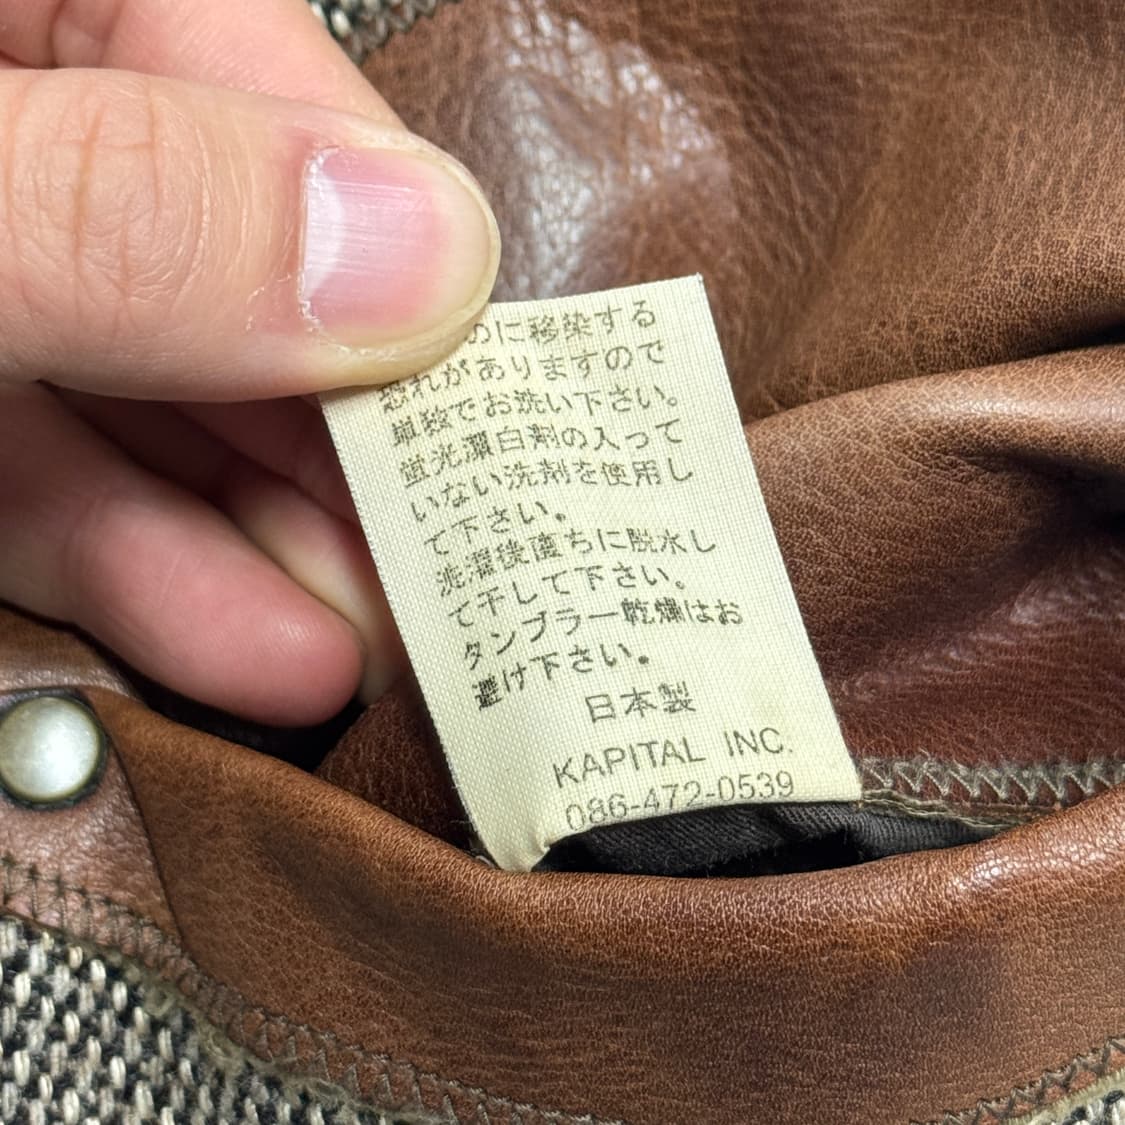 のに移染する
恐れがありますので
単独でお洗い下さい。
蛍光漂白剤の入って
いない洗剤を使用し
て下さい。
洗濯後直ちに脱水し
て干して下さい。
タンブラー乾燥はお
避け下さい。
日本製
KAPITAL INC.
086-472-0539